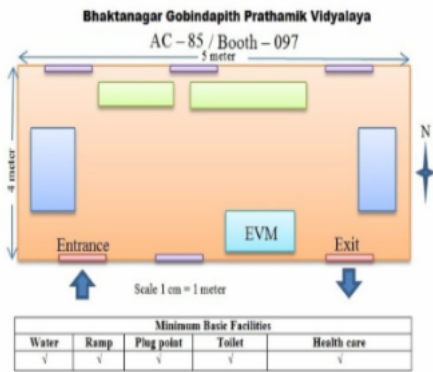 Bhaktanagar Gobindapith Prathamik Vidyalaya
AC – 85 / Booth – 097
5 meter
4 meter
N
EVM
Entrance
Exit
Scale 1 cm = 1 meter
Minimum Basic Facilities
Water Ramp Plug point Toilet Health care
√ √ √ √ √